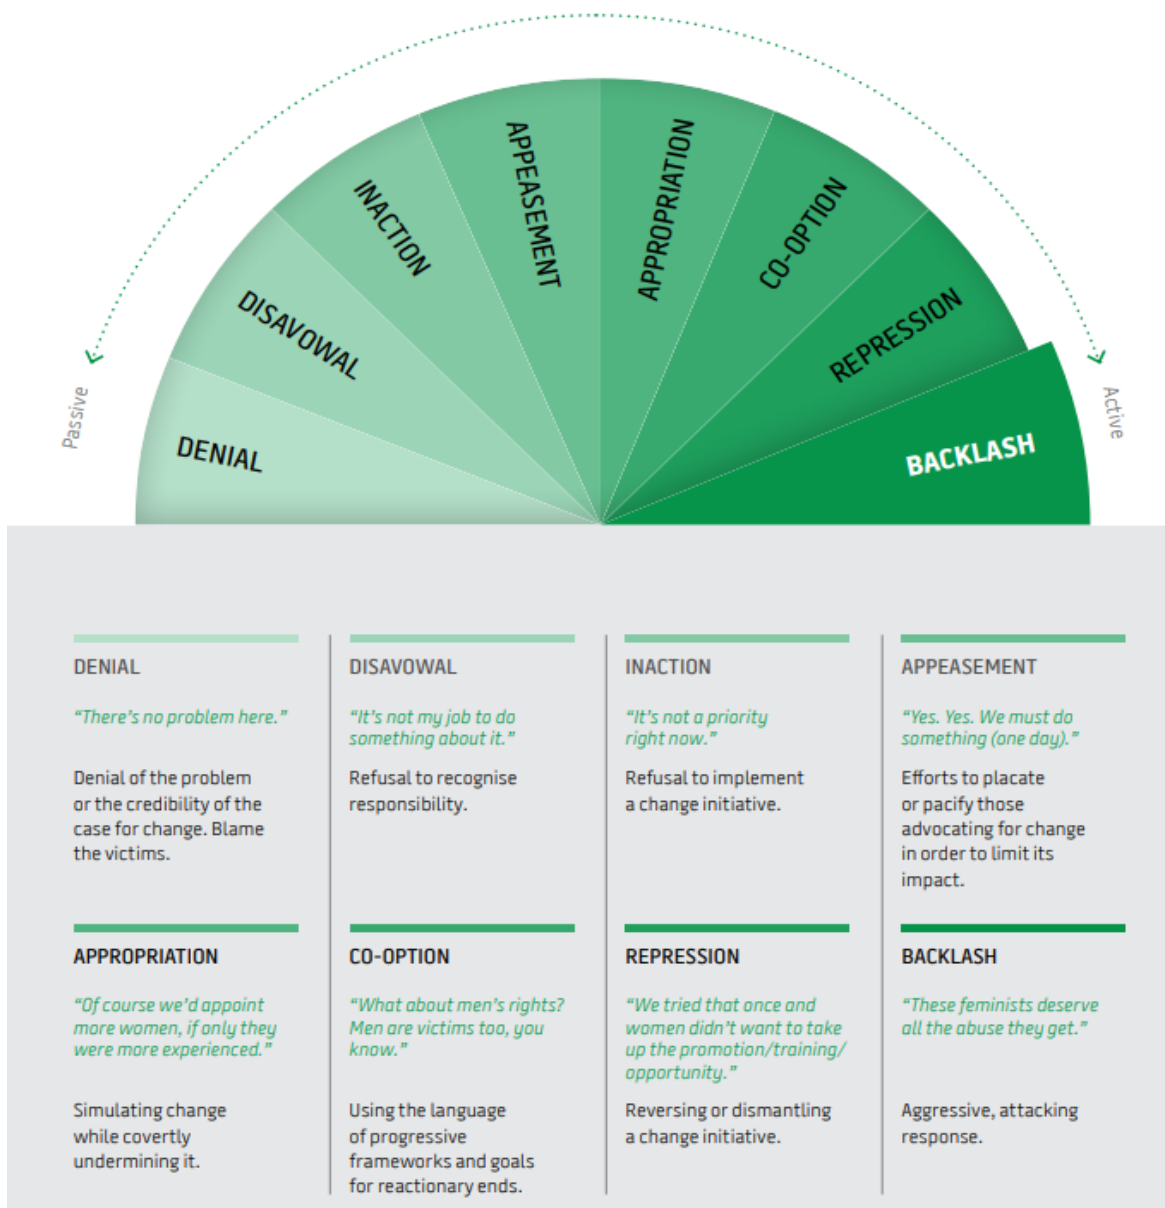 APPEASEMENT
APPROPRIATION
INACTION
CO-OPTION
DISAVOWAL
REPRESSION
Passive
Active
DENIAL
BACKLASH
DENIAL
“There’s no problem here.”
Denial of the problem
or the credibility of the
case for change. Blame
the victims.
DISAVOWAL
“It’s not my job to do
something about it.”
Refusal to recognise
responsibility.
INACTION
“It’s not a priority
right now.”
Refusal to implement
a change initiative.
APPEASEMENT
“Yes. Yes. We must do
something (one day).”
Efforts to placate
or pacify those
advocating for change
in order to limit its
impact.
APPROPRIATION
“Of course we’d appoint
more women, if only they
were more experienced.”
Simulating change
while covertly
undermining it.
CO-OPTION
“What about men’s rights?
Men are victims too, you
know.”
Using the language
of progressive
frameworks and goals
for reactionary ends.
REPRESSION
“We tried that once and
women didn’t want to take
up the promotion/training/
opportunity.”
Reversing or dismantling
a change initiative.
BACKLASH
“These feminists deserve
all the abuse they get.”
Aggressive, attacking
response.